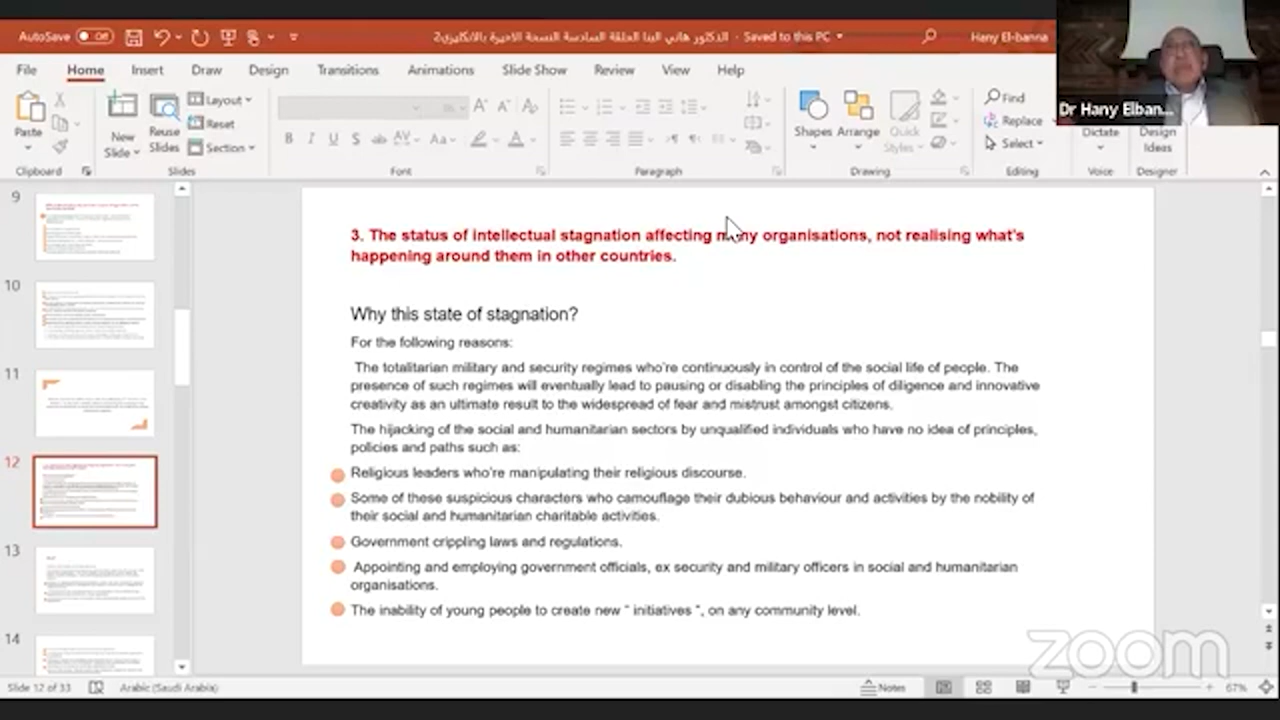 AutoSave Off
الدكتور هاني البنا الحلقة السادسة النسخة الاخيرة بالانكليزي2 - Saved to this PC
Hany El-banna
File Home Insert Draw Design Transitions Animations Slide Show Review View Help
Dr Hany Elban...
Paste
New Slide
Reuse Slides
Layout
Reset
Section
B I U S ab AV Aa A
Shapes Arrange Quick Styles
Find
Replace
Select
Dictate
Design Ideas
Clipboard Slides Font Paragraph Drawing Editing Voice Designer
9
10
11
12
13
14
3. The status of intellectual stagnation affecting many organisations, not realising what's
happening around them in other countries.
Why this state of stagnation?
For the following reasons:
The totalitarian military and security regimes who're continuously in control of the social life of people. The
presence of such regimes will eventually lead to pausing or disabling the principles of diligence and innovative
creativity as an ultimate result to the widespread of fear and mistrust amongst citizens.
The hijacking of the social and humanitarian sectors by unqualified individuals who have no idea of principles,
policies and paths such as:
Religious leaders who're manipulating their religious discourse.
Some of these suspicious characters who camouflage their dubious behaviour and activities by the nobility of
their social and humanitarian charitable activities.
Government crippling laws and regulations.
Appointing and employing government officials, ex security and military officers in social and humanitarian
organisations.
The inability of young people to create new " initiatives ", on any community level.
zoom
Slide 12 of 33 Arabic (Saudi Arabia) Notes 67%